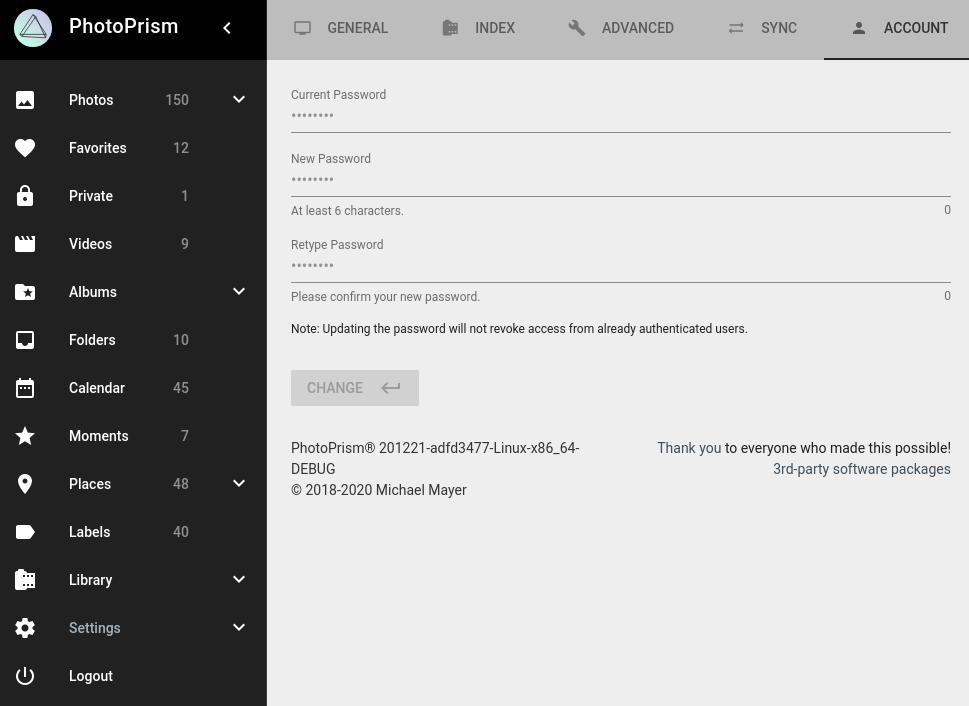 PhotoPrism
Photos 150
Favorites 12
Private 1
Videos 9
Albums
Folders 10
Calendar 45
Moments 7
Places 48
Labels 40
Library
Settings
Logout
GENERAL INDEX ADVANCED SYNC ACCOUNT
Current Password
••••••••
New Password
••••••••
At least 6 characters. 0
Retype Password
••••••••
Please confirm your new password. 0
Note: Updating the password will not revoke access from already authenticated users.
CHANGE
PhotoPrism® 201221-adfd3477-Linux-x86_64-
DEBUG
© 2018-2020 Michael Mayer
Thank you to everyone who made this possible!
3rd-party software packages